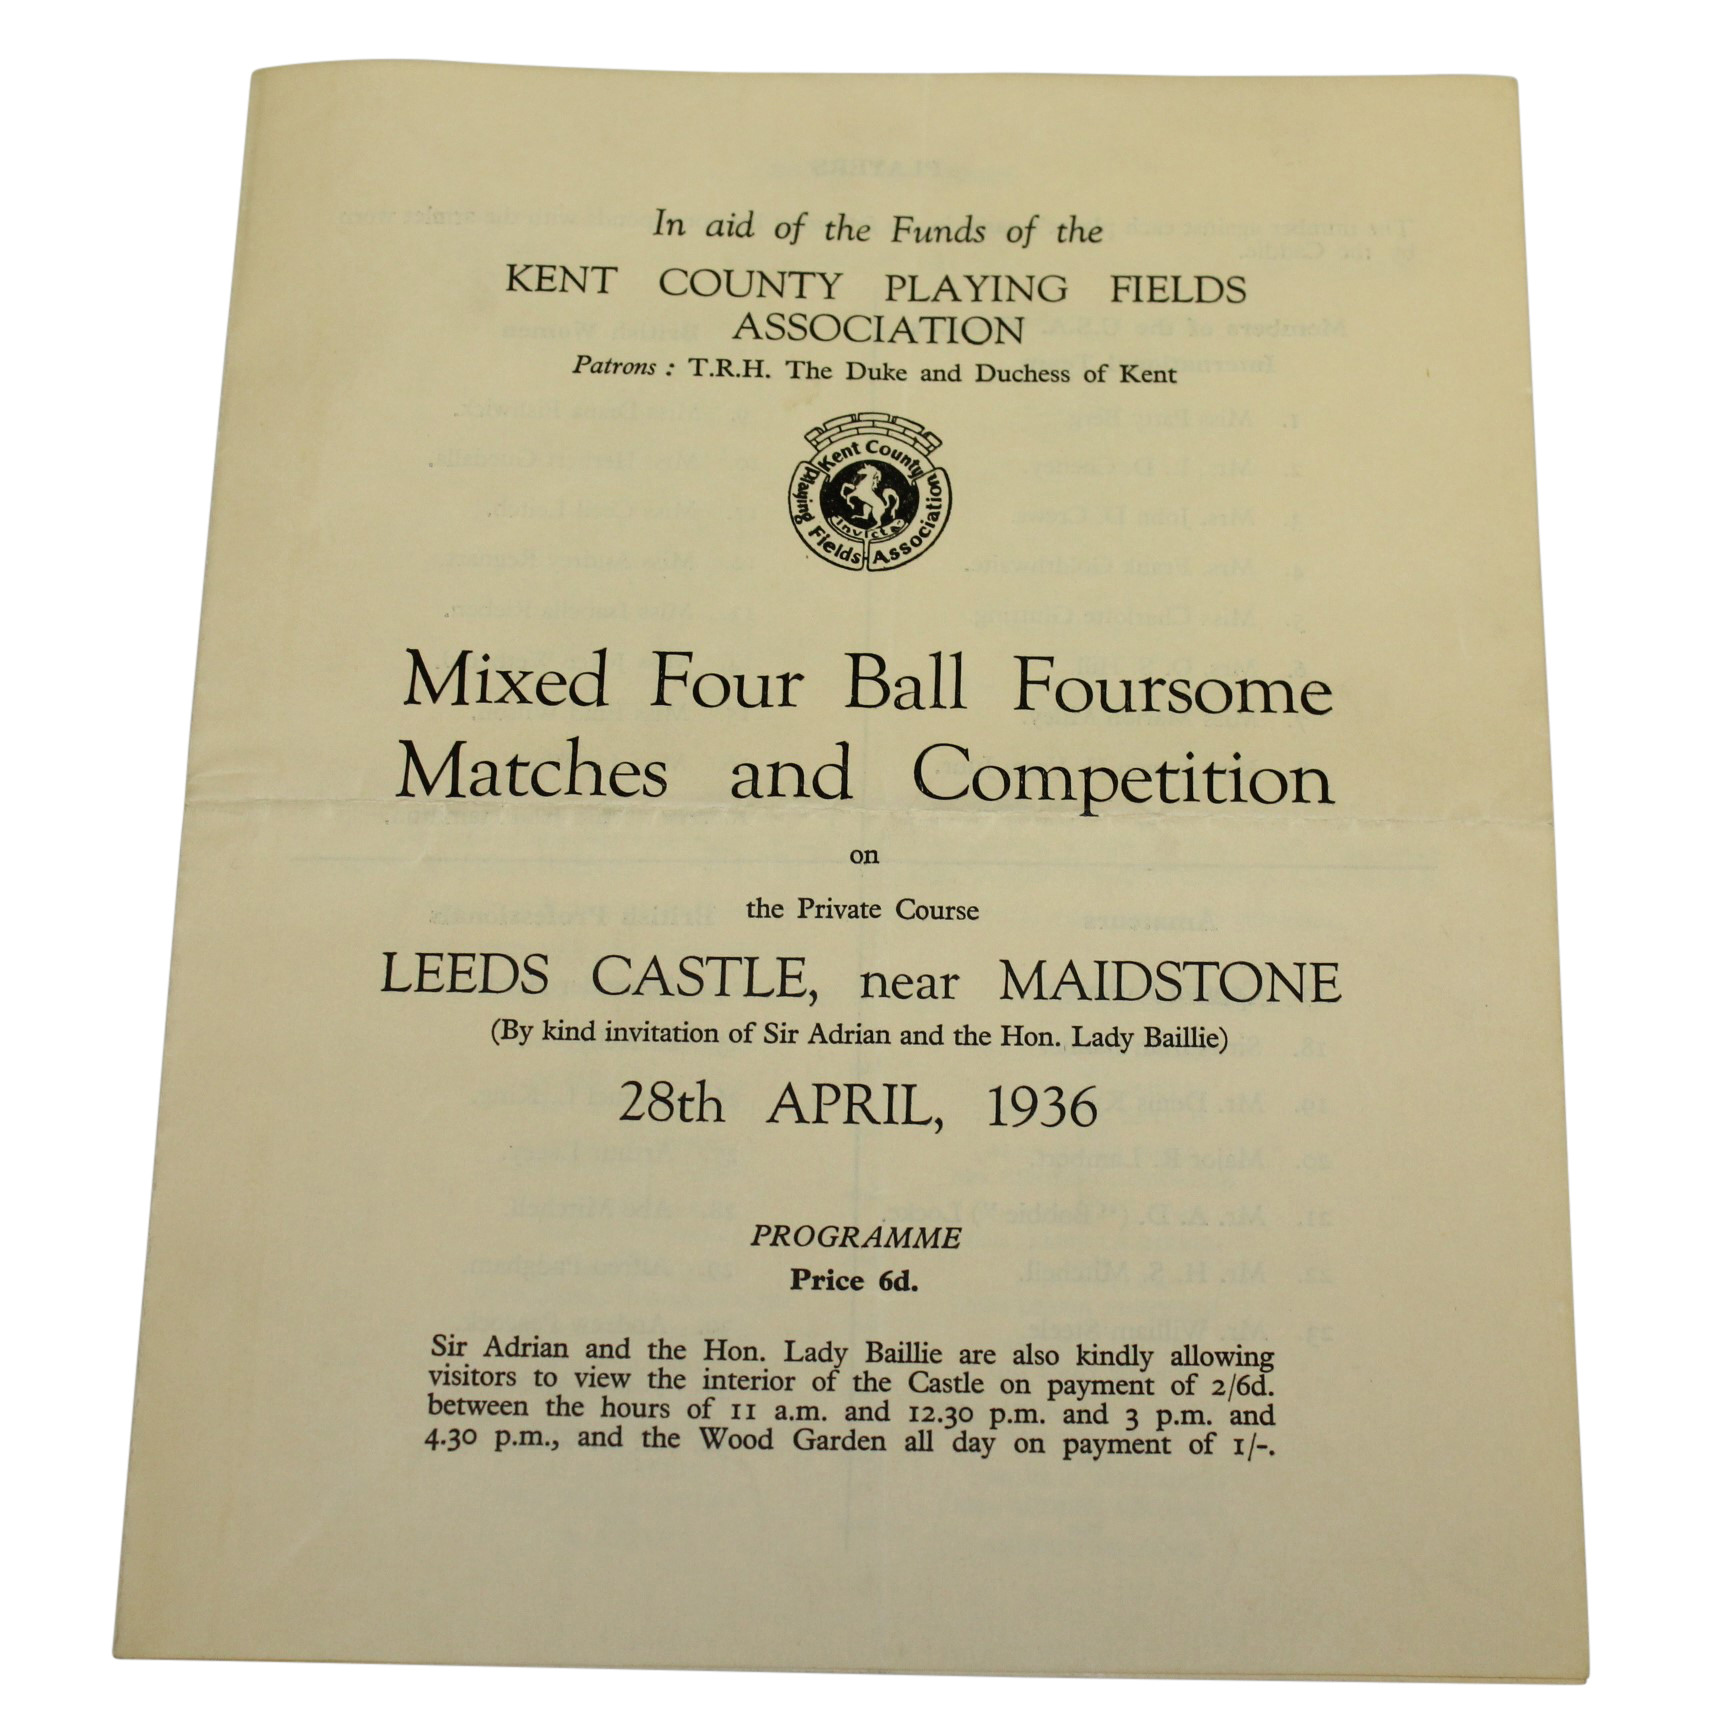 In aid of the Funds of the
KENT COUNTY PLAYING FIELDS
ASSOCIATION
Patrons : T.R.H. The Duke and Duchess of Kent
Kent County
Playing Fields Association
Invicta
Mixed Four Ball Foursome
Matches and Competition
on
the Private Course
LEEDS CASTLE, near MAIDSTONE
(By kind invitation of Sir Adrian and the Hon. Lady Baillie)
28th APRIL, 1936
PROGRAMME
Price 6d.
Sir Adrian and the Hon. Lady Baillie are also kindly allowing
visitors to view the interior of the Castle on payment of 2/6d.
between the hours of 11 a.m. and 12.30 p.m. and 3 p.m. and
4.30 p.m., and the Wood Garden all day on payment of 1/-.